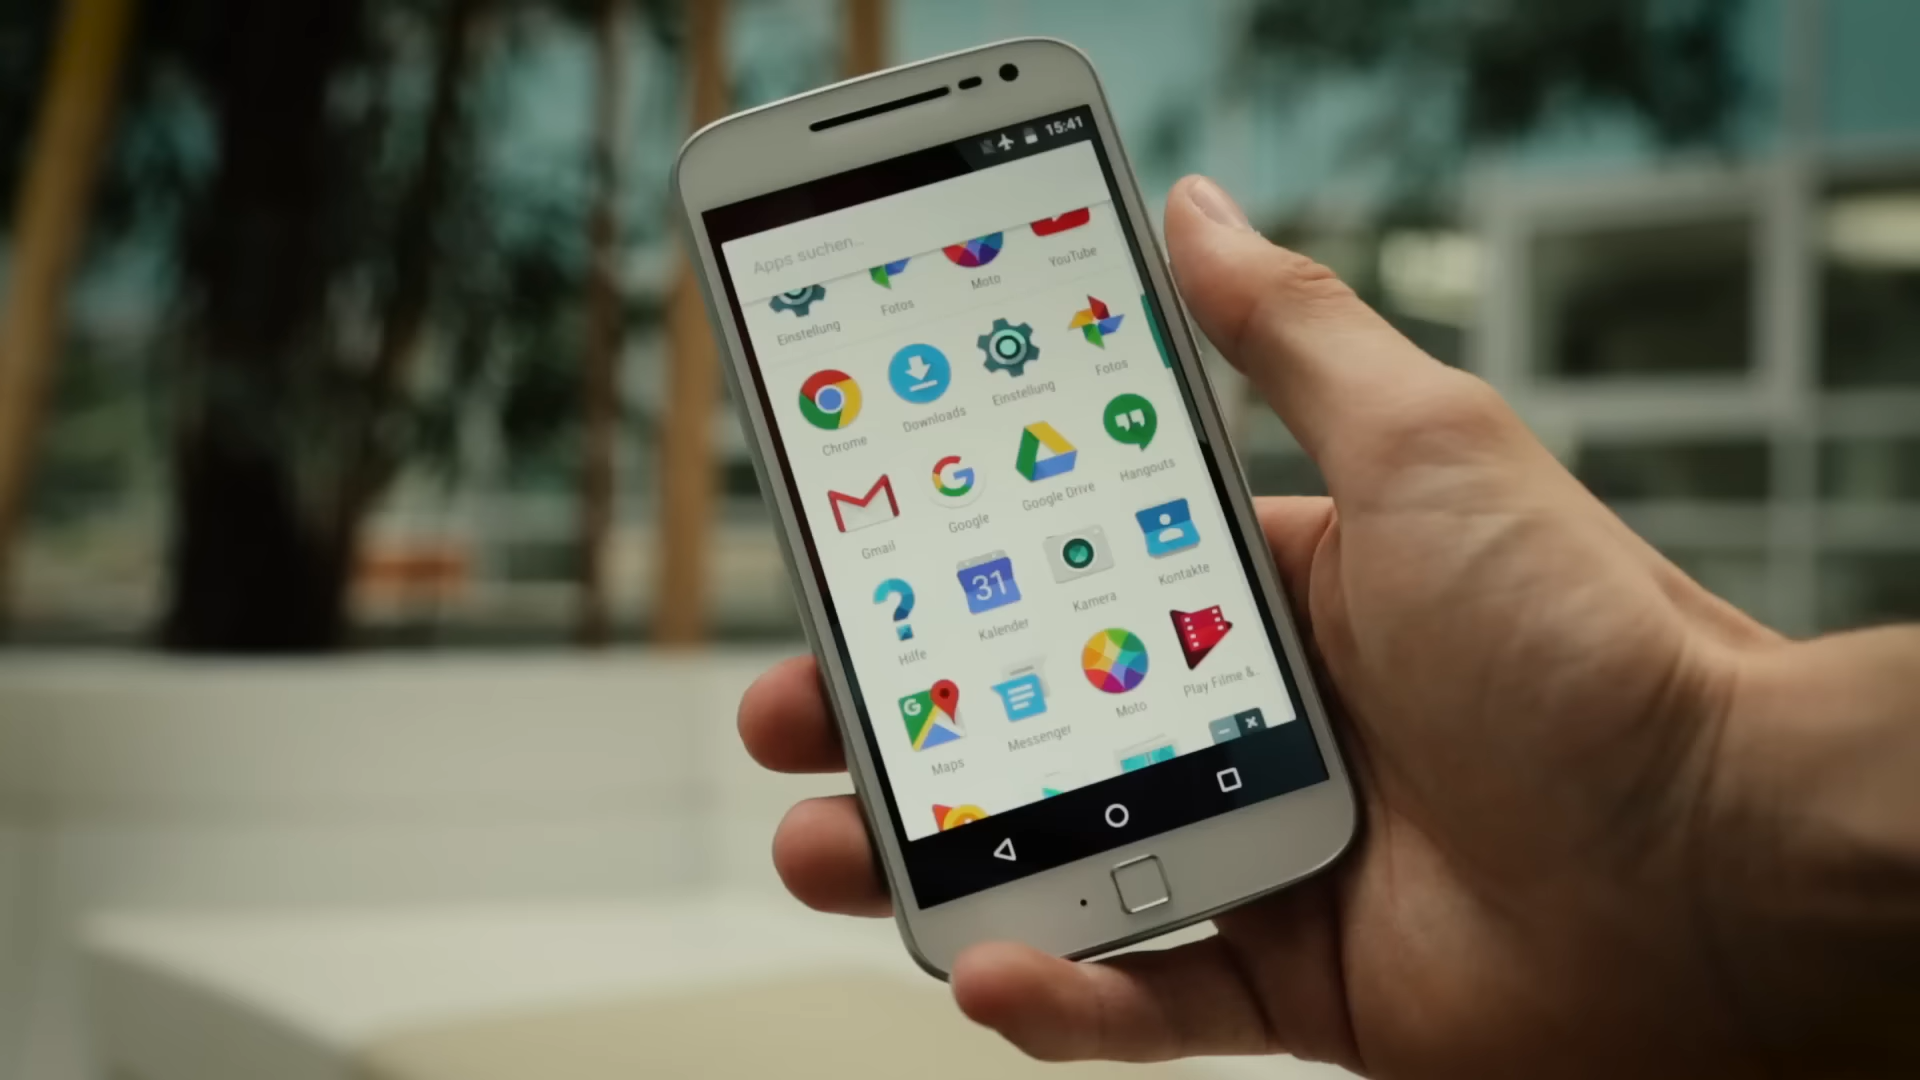 15:41
Apps suchen...
Einstellung
Fotos
Moto
YouTube
Chrome
Downloads
Einstellung
Fotos
Gmail
Google
Google Drive
Hangouts
Hilfe
31
Kalender
Kamera
Kontakte
G
Maps
Messenger
Moto
Play Filme &..